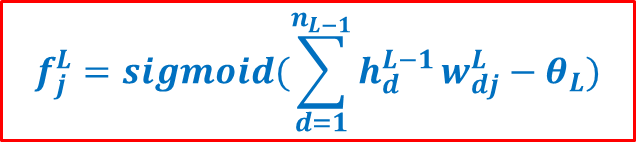 f_j^L = sigmoid(∑_{d=1}^{n_{L-1}} h_d^{L-1} w_{dj}^L − θ_L)